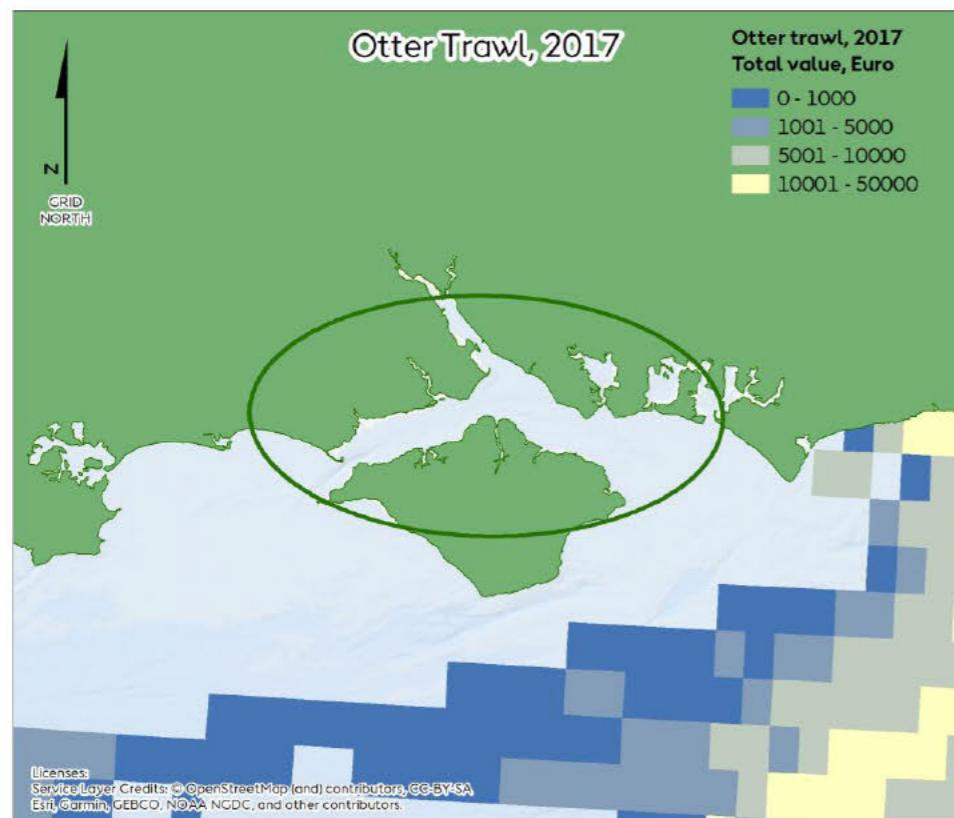 Otter Trawl, 2017
Otter trawl, 2017
Total value, Euro
0 - 1000
1001 - 5000
5001 - 10000
10001 - 50000
N
GRID
NORTH
Licenses:
Service Layer Credits: © OpenStreetMap (and) contributors, CC-BY-SA
Esri, Garmin, GEBCO, NOAA NGDC, and other contributors.